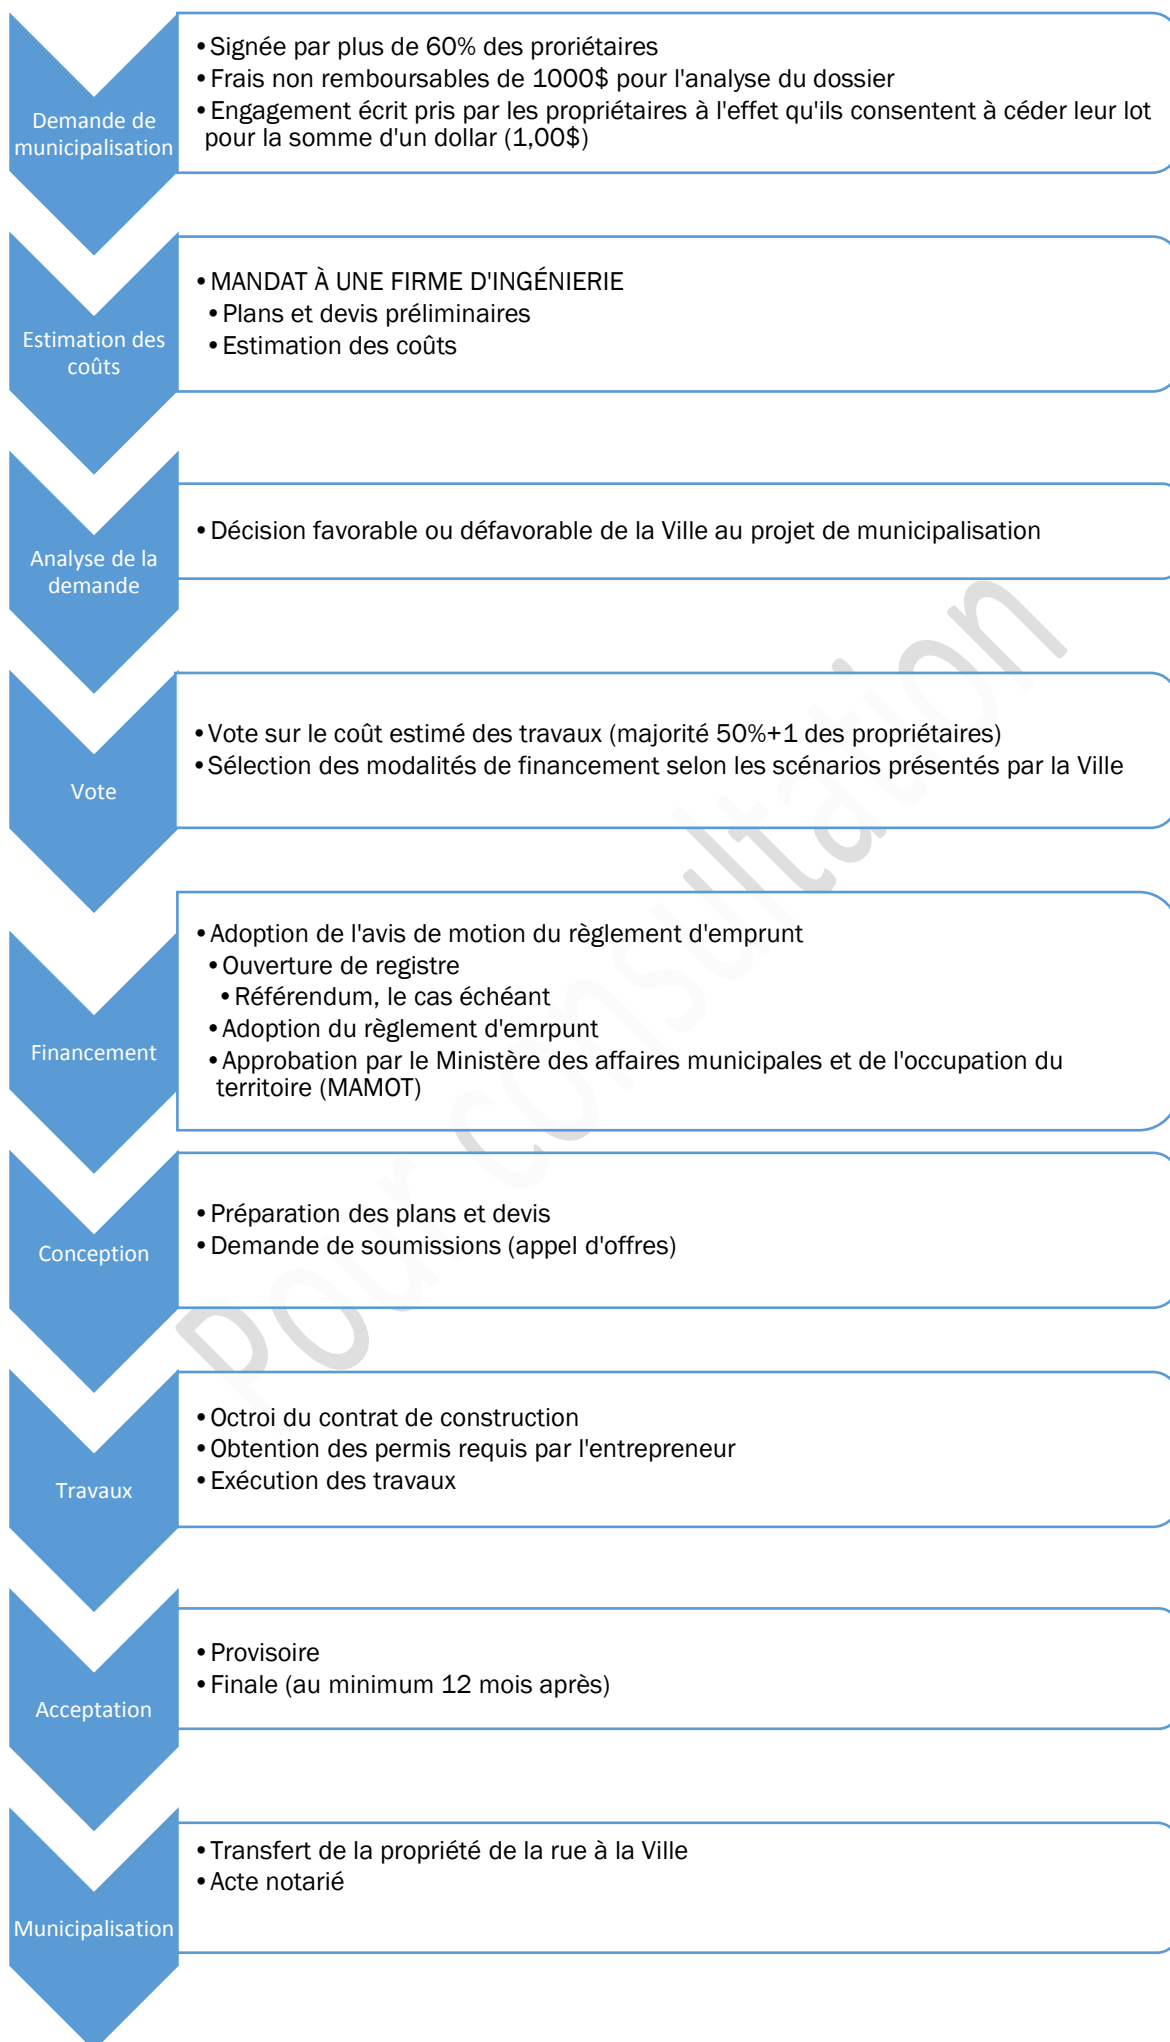 Demande de
municipalisation
•Signée par plus de 60% des proriétaires
•Frais non remboursables de 1000$ pour l'analyse du dossier
•Engagement écrit pris par les propriétaires à l'effet qu'ils consentent à céder leur lot
pour la somme d'un dollar (1,00$)
Estimation des
coûts
•MANDAT À UNE FIRME D'INGÉNIERIE
•Plans et devis préliminaires
•Estimation des coûts
Analyse de la
demande
•Décision favorable ou défavorable de la Ville au projet de municipalisation
Vote
•Vote sur le coût estimé des travaux (majorité 50%+1 des propriétaires)
•Sélection des modalités de financement selon les scénarios présentés par la Ville
Financement
•Adoption de l'avis de motion du règlement d'emprunt
•Ouverture de registre
•Référendum, le cas échéant
•Adoption du règlement d'emrpunt
•Approbation par le Ministère des affaires municipales et de l'occupation du
territoire (MAMOT)
Conception
•Préparation des plans et devis
•Demande de soumissions (appel d'offres)
Travaux
•Octroi du contrat de construction
•Obtention des permis requis par l'entrepreneur
•Exécution des travaux
Acceptation
•Provisoire
•Finale (au minimum 12 mois après)
Municipalisation
•Transfert de la propriété de la rue à la Ville
•Acte notarié
Pour consultation